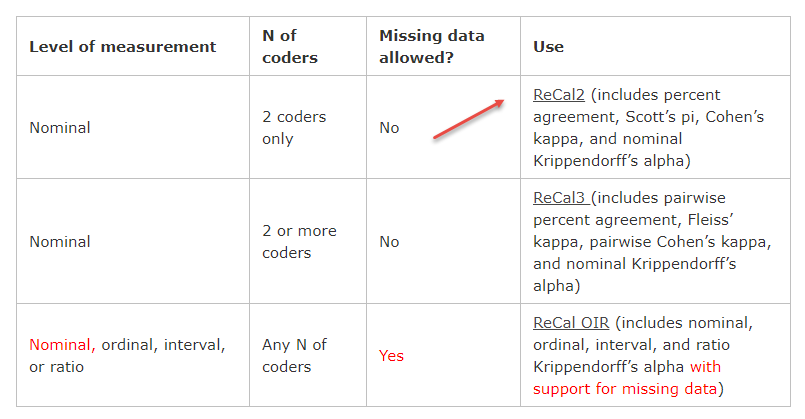 Level of measurement
N of
coders
Missing data
allowed?
Use
Nominal
2 coders
only
No
ReCal2 (includes percent
agreement, Scott’s pi, Cohen’s
kappa, and nominal
Krippendorff’s alpha)
Nominal
2 or more
coders
No
ReCal3 (includes pairwise
percent agreement, Fleiss’
kappa, pairwise Cohen’s kappa,
and nominal Krippendorff’s
alpha)
Nominal, ordinal, interval,
or ratio
Any N of
coders
Yes
ReCal OIR (includes nominal,
ordinal, interval, and ratio
Krippendorff’s alpha with
support for missing data)